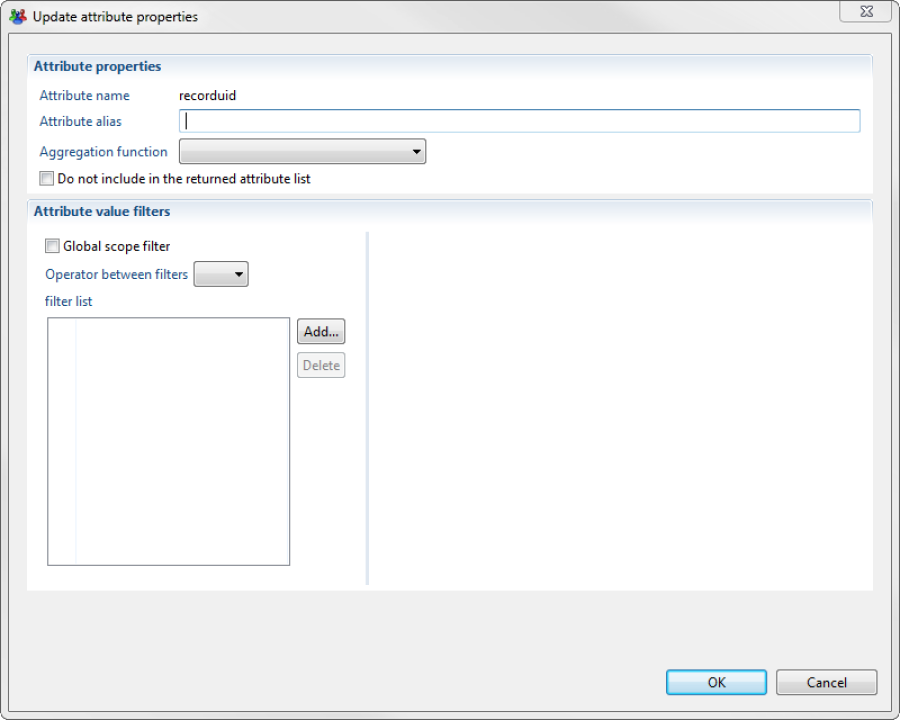 Update attribute properties
Attribute properties
Attribute name recorduid
Attribute alias
Aggregation function
Do not include in the returned attribute list
Attribute value filters
Global scope filter
Operator between filters
filter list
Add...
Delete
OK Cancel